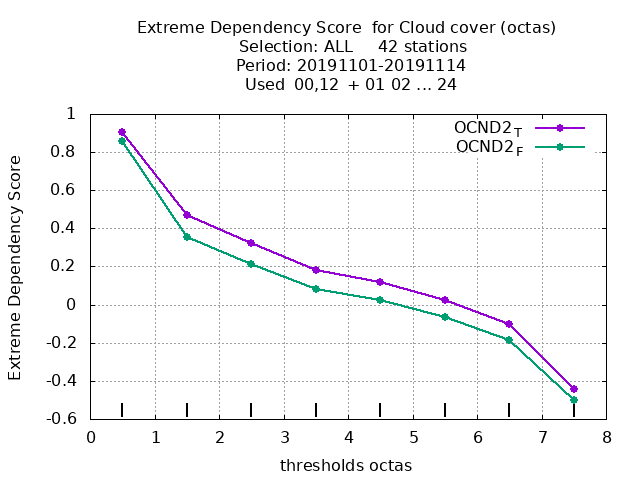 Extreme Dependency Score  for Cloud cover (octas)
Selection: ALL     42 stations
Period: 20191101-20191114
Used  00,12  + 01 02 ... 24
Extreme Dependency Score
1
0.8
0.6
0.4
0.2
0
-0.2
-0.4
-0.6
OCND2T
OCND2F
0 1 2 3 4 5 6 7 8
thresholds octas